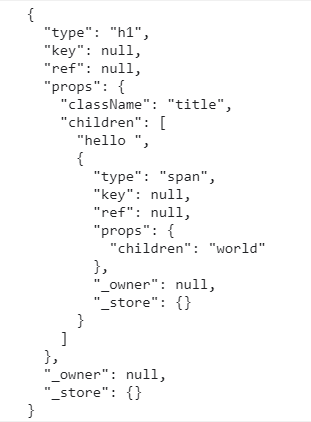 {
  "type": "h1",
  "key": null,
  "ref": null,
  "props": {
    "className": "title",
    "children": [
      "hello ",
      {
        "type": "span",
        "key": null,
        "ref": null,
        "props": {
          "children": "world"
        },
        "_owner": null,
        "_store": {}
      }
    ]
  },
  "_owner": null,
  "_store": {}
}